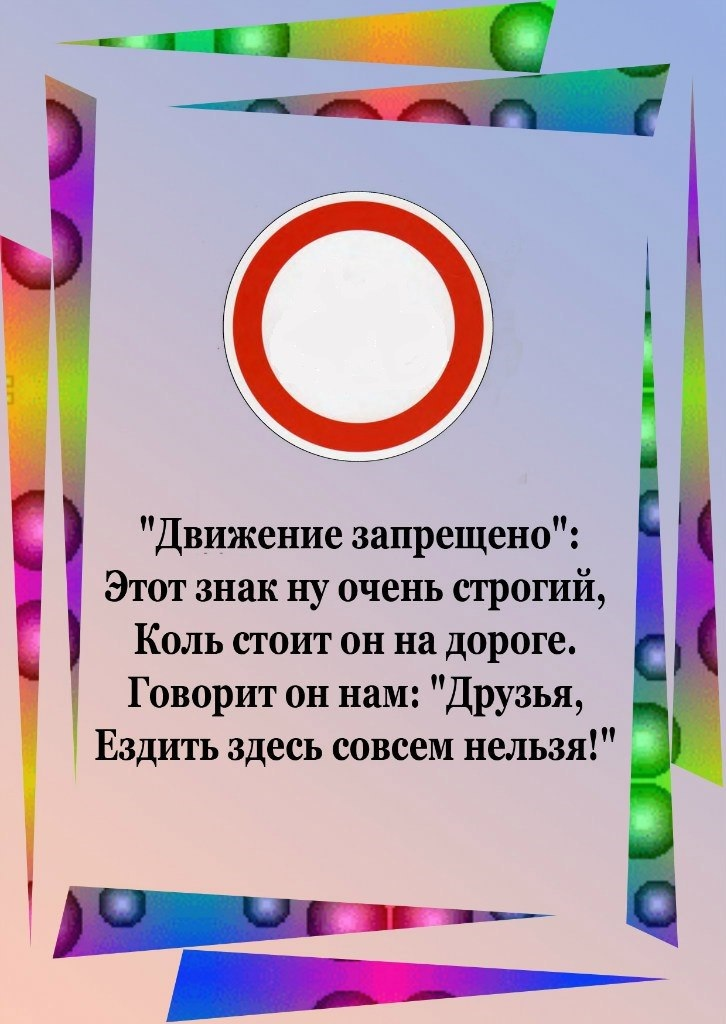 "Движение запрещено":
Этот знак ну очень строгий,
Коль стоит он на дороге.
Говорит он нам: "Друзья,
Ездить здесь совсем нельзя!"